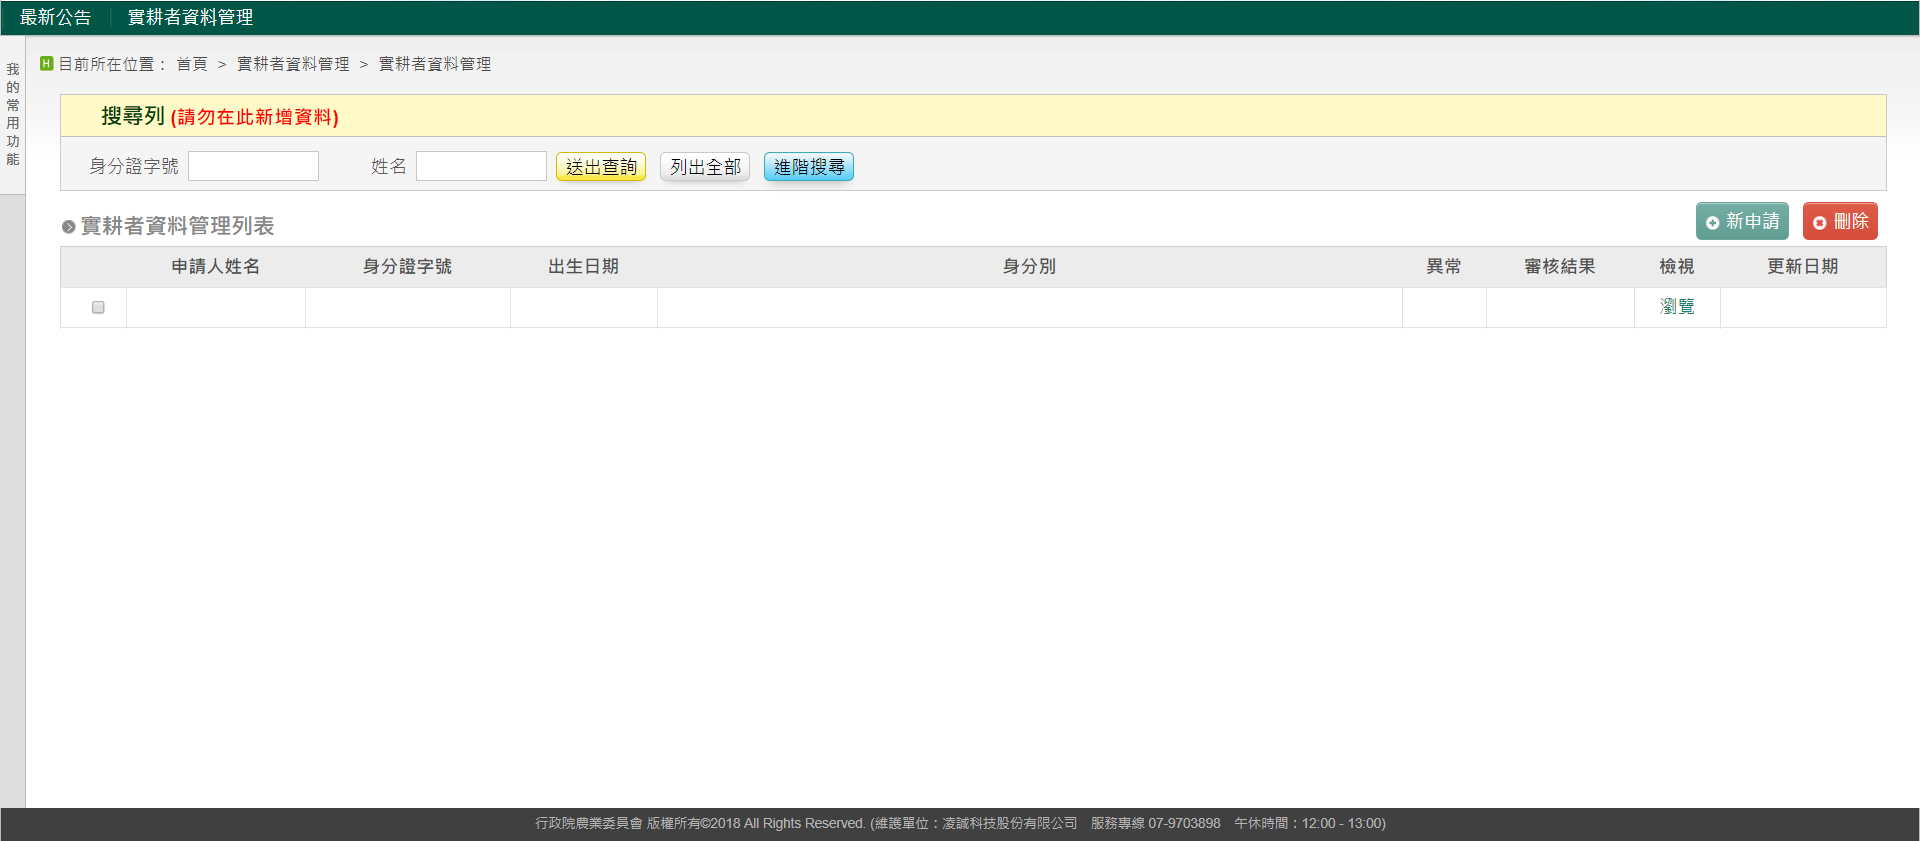 最新公告 實耕者資料管理
我的常用功能
目前所在位置： 首頁 > 實耕者資料管理 > 實耕者資料管理
搜尋列 (請勿在此新增資料)
身分證字號 姓名 送出查詢 列出全部 進階搜尋
實耕者資料管理列表 新申請 刪除
申請人姓名 身分證字號 出生日期 身分別 異常 審核結果 檢視 更新日期
瀏覽
行政院農業委員會 版權所有©2018 All Rights Reserved. (維護單位：凌誠科技股份有限公司 服務專線 07-9703898 午休時間：12:00 - 13:00)